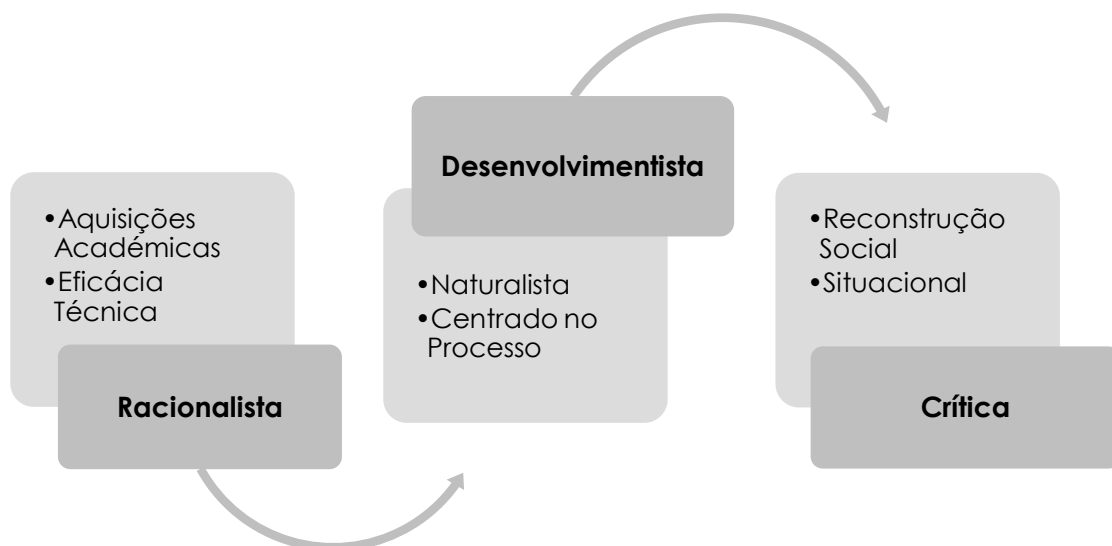 •Aquisições
Académicas
•Eficácia
Técnica
Racionalista
Desenvolvimentista
•Naturalista
•Centrado no
Processo
•Reconstrução
Social
•Situacional
Crítica